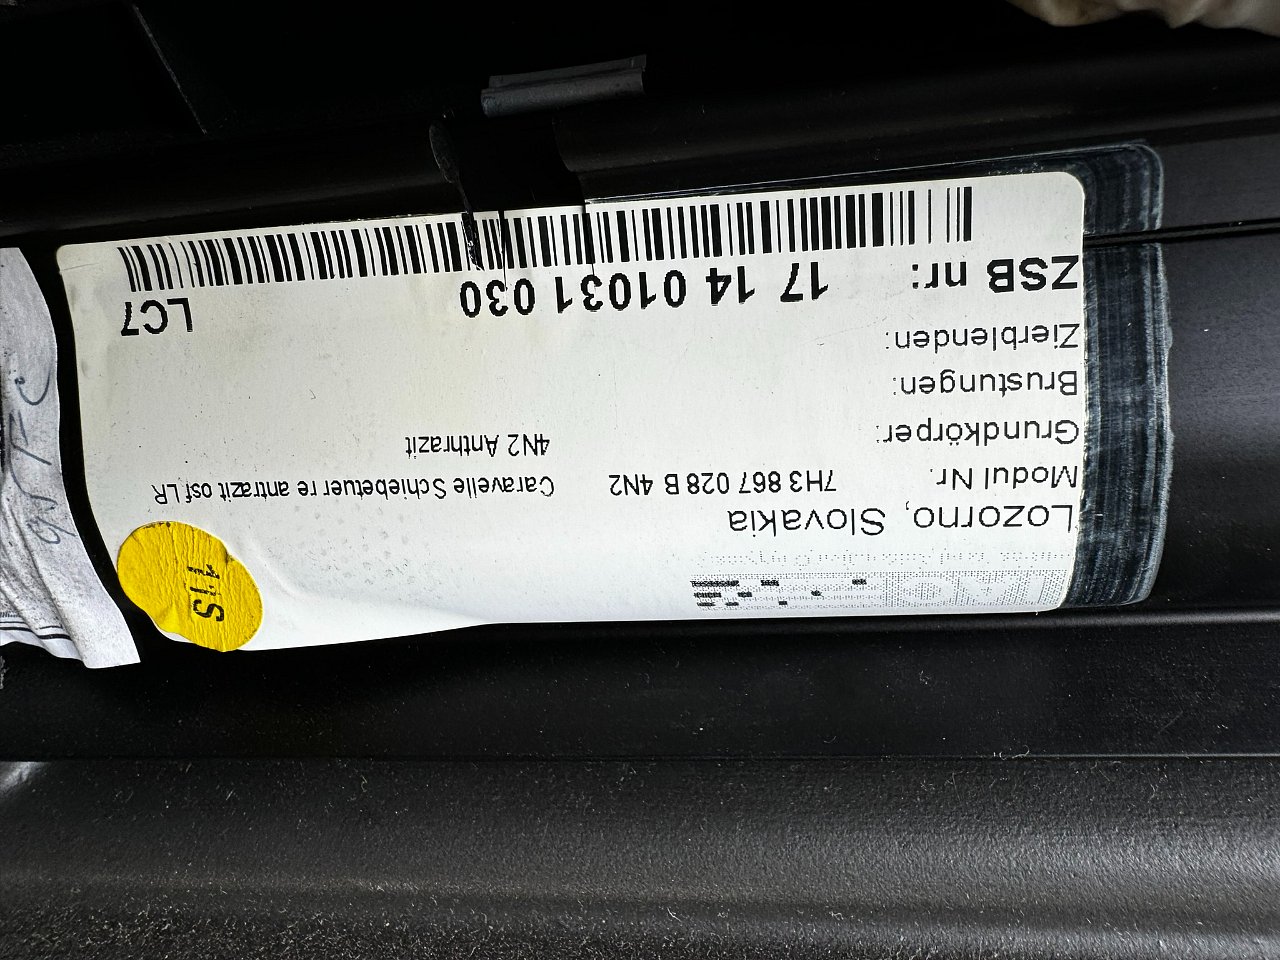 Lozorno, Slovakia
Modul Nr. 7H3 867 028 B 4N2 Caravelle Schiebetuer re antrazit osf LR
Grundkörper: 4N2 Anthrazit
Brustungen:
Zierblenden:
ZSB nr: 17 14 01031 030 LC7